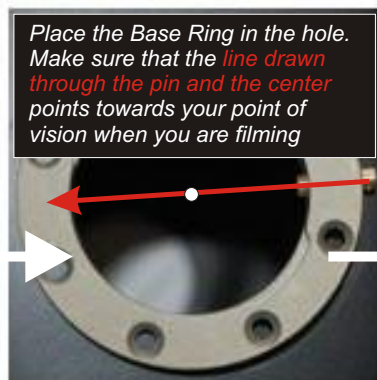 Place the Base Ring in the hole.
Make sure that the line drawn
through the pin and the center
points towards your point of
vision when you are filming